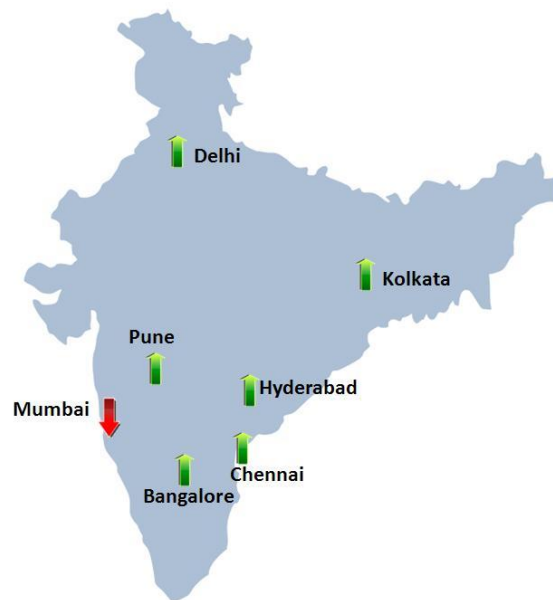 Delhi
Kolkata
Pune
Hyderabad
Mumbai
Chennai
Bangalore